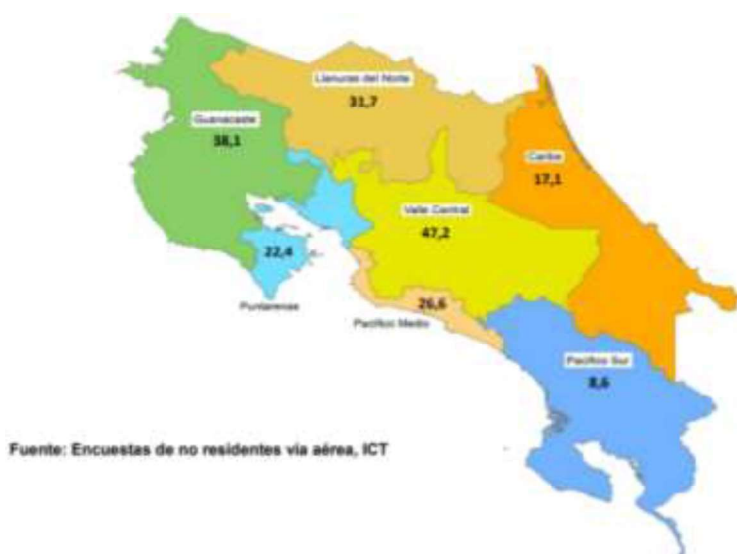 Llanuras del Norte
31,7
Guanacaste
38,1
Caribe
17,1
Valle Central
47,2
22,4
Puntarenas
26,6
Pacífico Medio
Pacífico Sur
8,6
Fuente: Encuestas de no residentes vía aérea, ICT